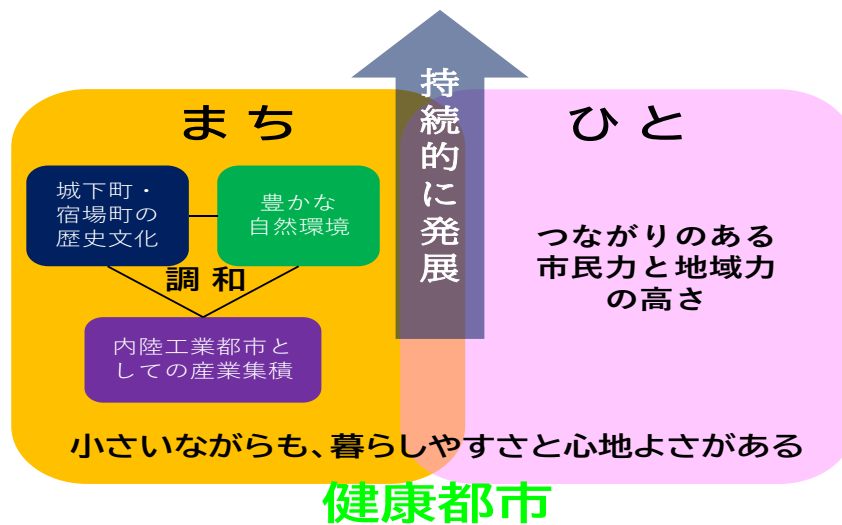 まち
ひと
持続的に発展
城下町・
宿場町の
歴史文化
豊かな
自然環境
調和
内陸工業都市と
しての産業集積
つながりのある
市民力と地域力
の高さ
小さいながらも、暮らしやすさと心地よさがある
健康都市